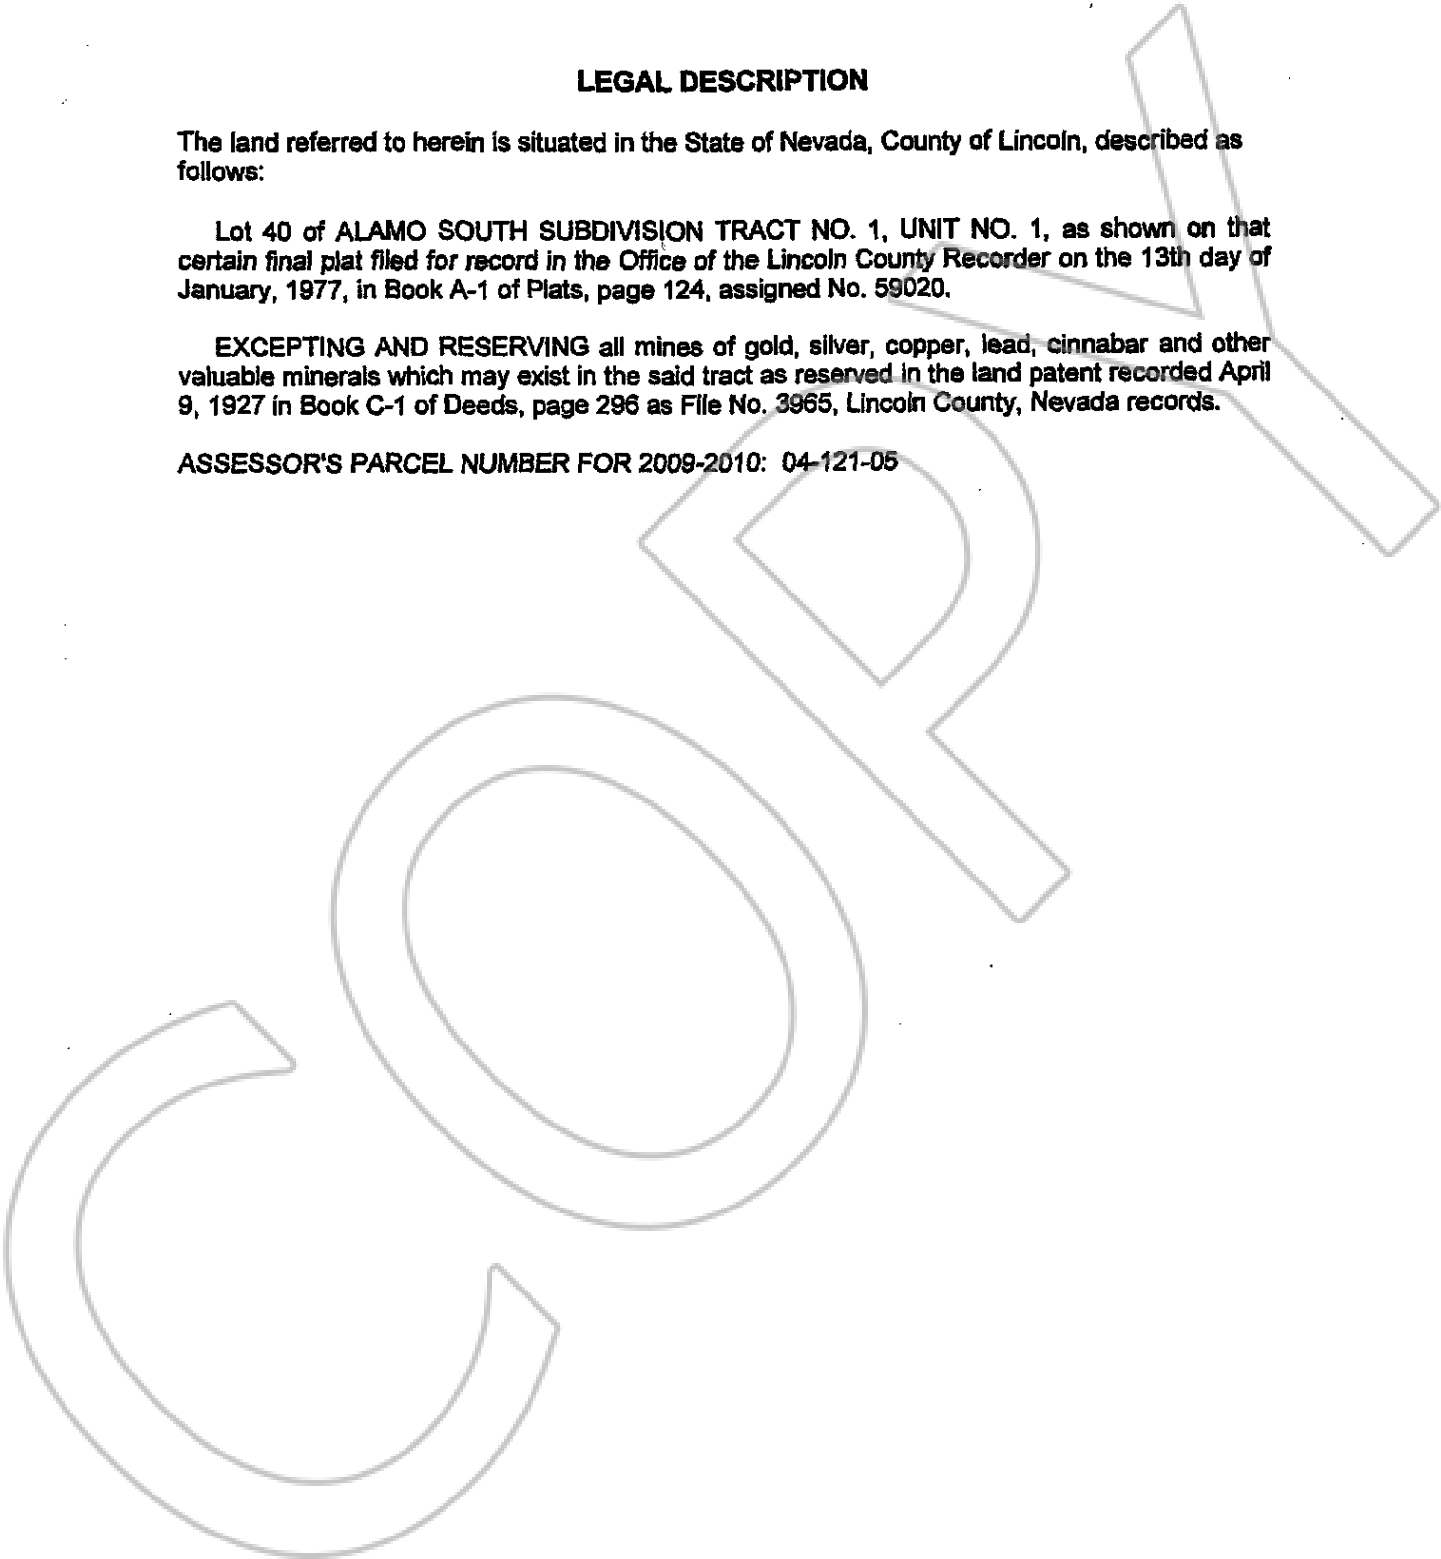 LEGAL DESCRIPTION
The land referred to herein is situated in the State of Nevada, County of Lincoln, described as
follows:
Lot 40 of ALAMO SOUTH SUBDIVISION TRACT NO. 1, UNIT NO. 1, as shown on that
certain final plat filed for record in the Office of the Lincoln County Recorder on the 13th day of
January, 1977, in Book A-1 of Plats, page 124, assigned No. 59020.
EXCEPTING AND RESERVING all mines of gold, silver, copper, lead, cinnabar and other
valuable minerals which may exist in the said tract as reserved in the land patent recorded April
9, 1927 in Book C-1 of Deeds, page 296 as File No. 3965, Lincoln County, Nevada records.
ASSESSOR'S PARCEL NUMBER FOR 2009-2010: 04-121-05
COPY